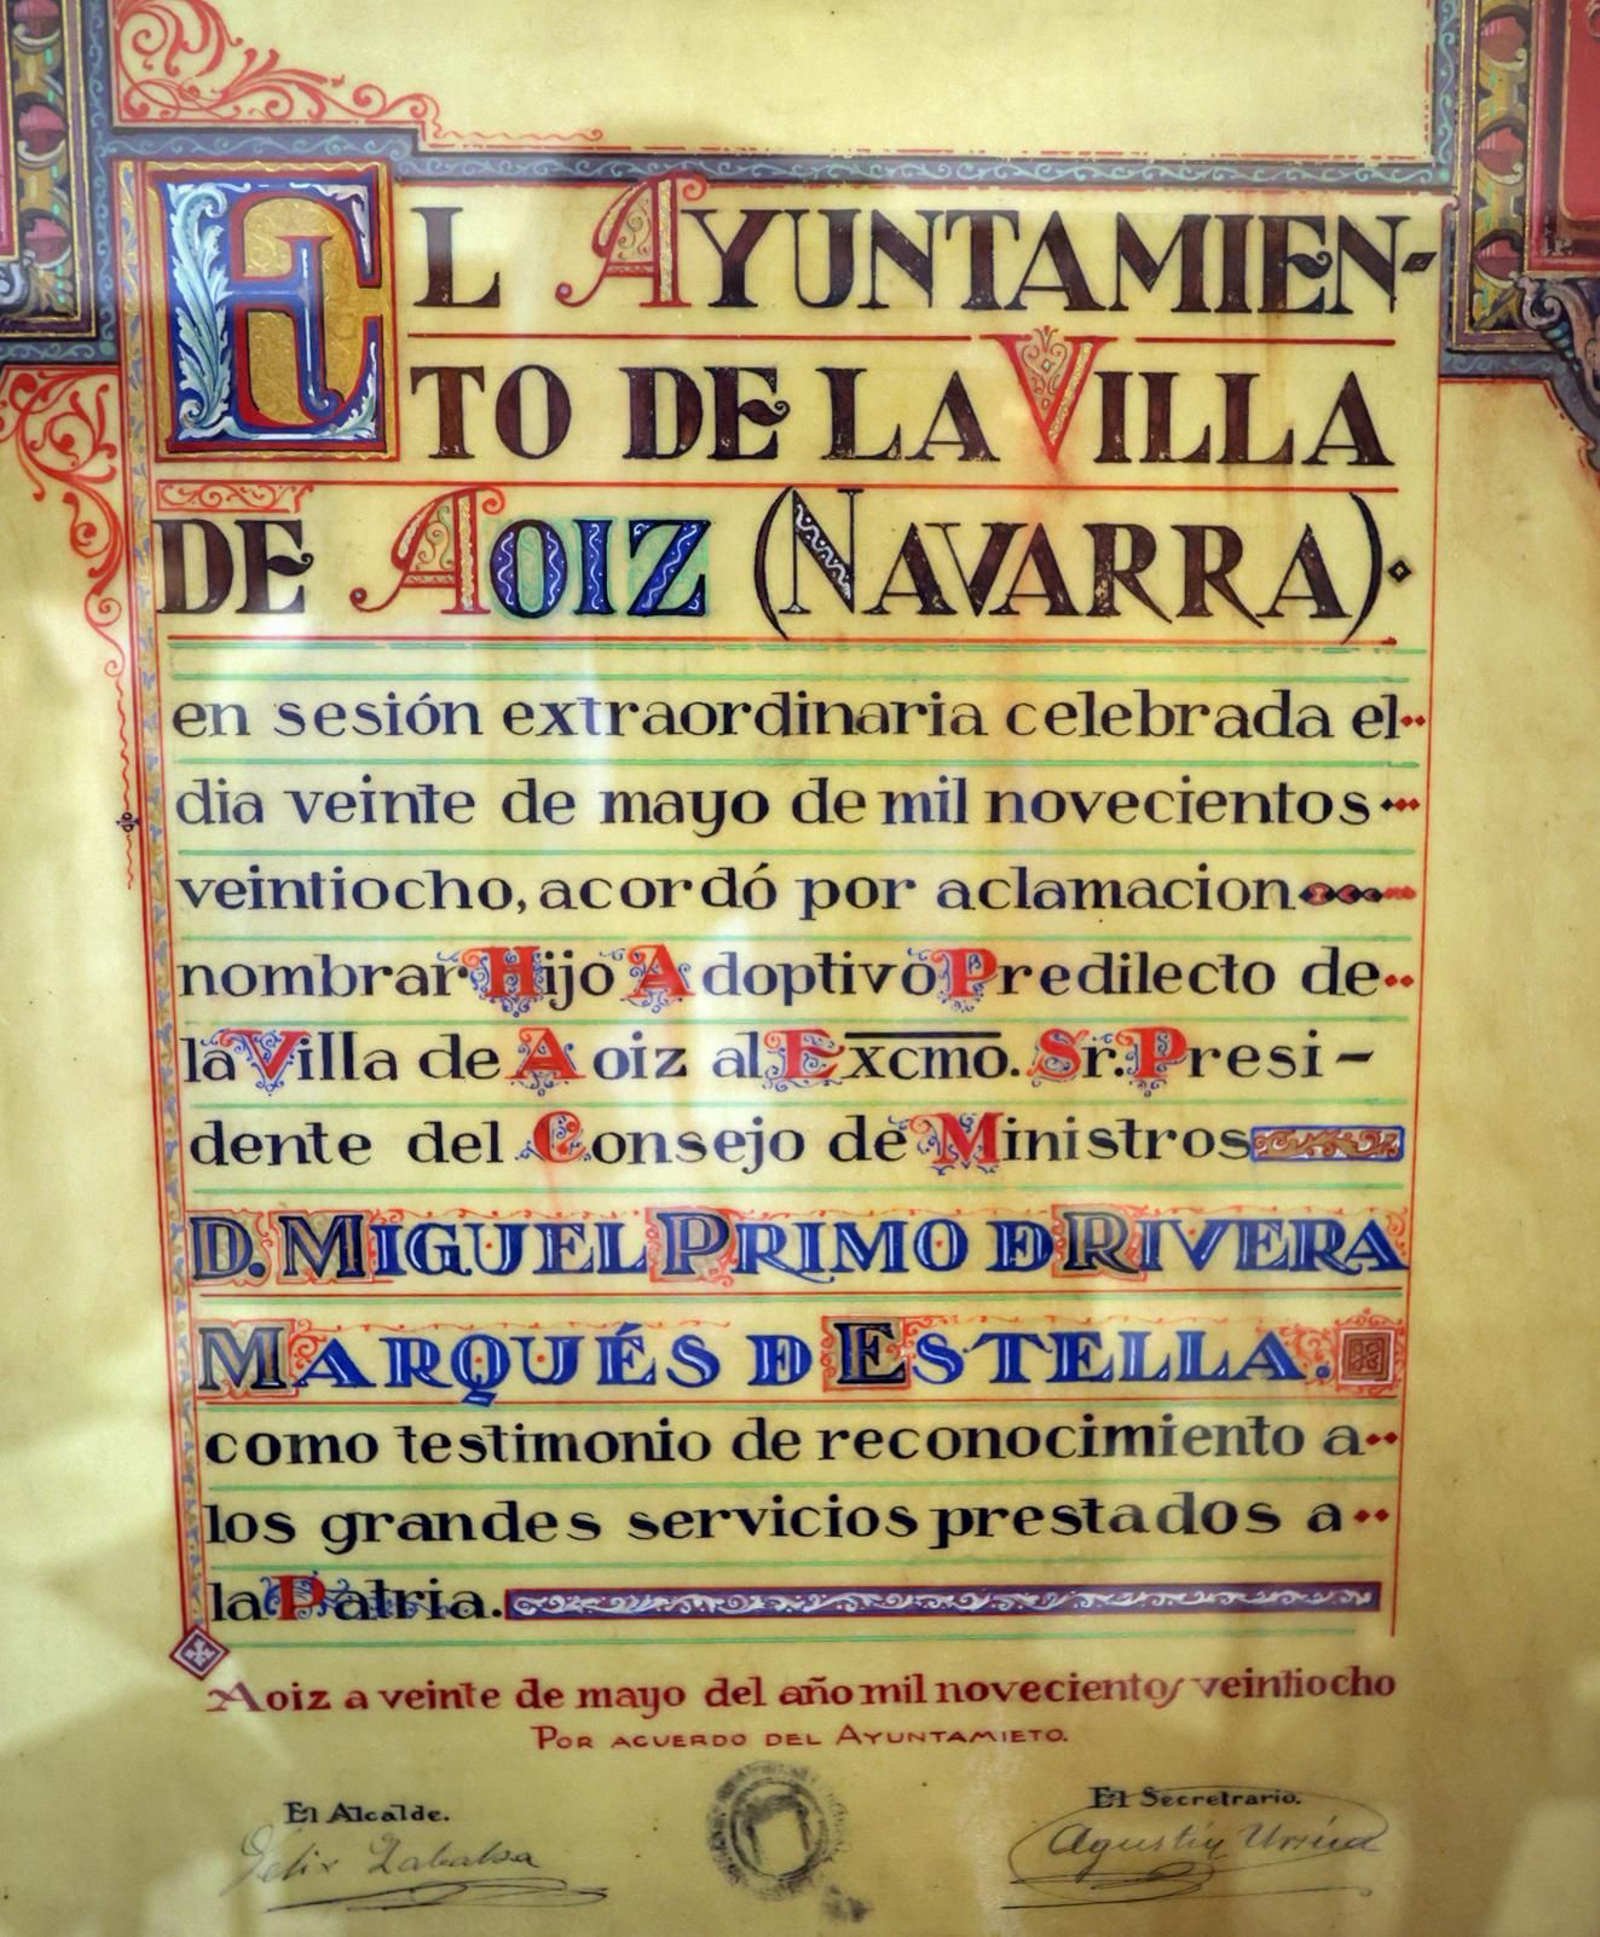 EL AYUNTAMIEN-
TO DE LA VILLA
DE AOIZ (NAVARRA).
en sesión extraordinaria celebrada el
dia veinte de mayo de mil novecientos
veintiocho, acordó por aclamacion
nombrar Hijo Adoptivo Predilecto de
la Villa de Aoiz al Excmo. Sr. Presi-
dente del Consejo de Ministros
D. MIGUEL PRIMO D RIVERA
MARQUÉS D ESTELLA.
como testimonio de reconocimiento a
los grandes servicios prestados a
la Patria.
Aoiz a veinte de mayo del año mil novecientos veintiocho
POR ACUERDO DEL AYUNTAMIETO.
El Alcalde.
El Secretrario.
Felix Zabalza
Agustín